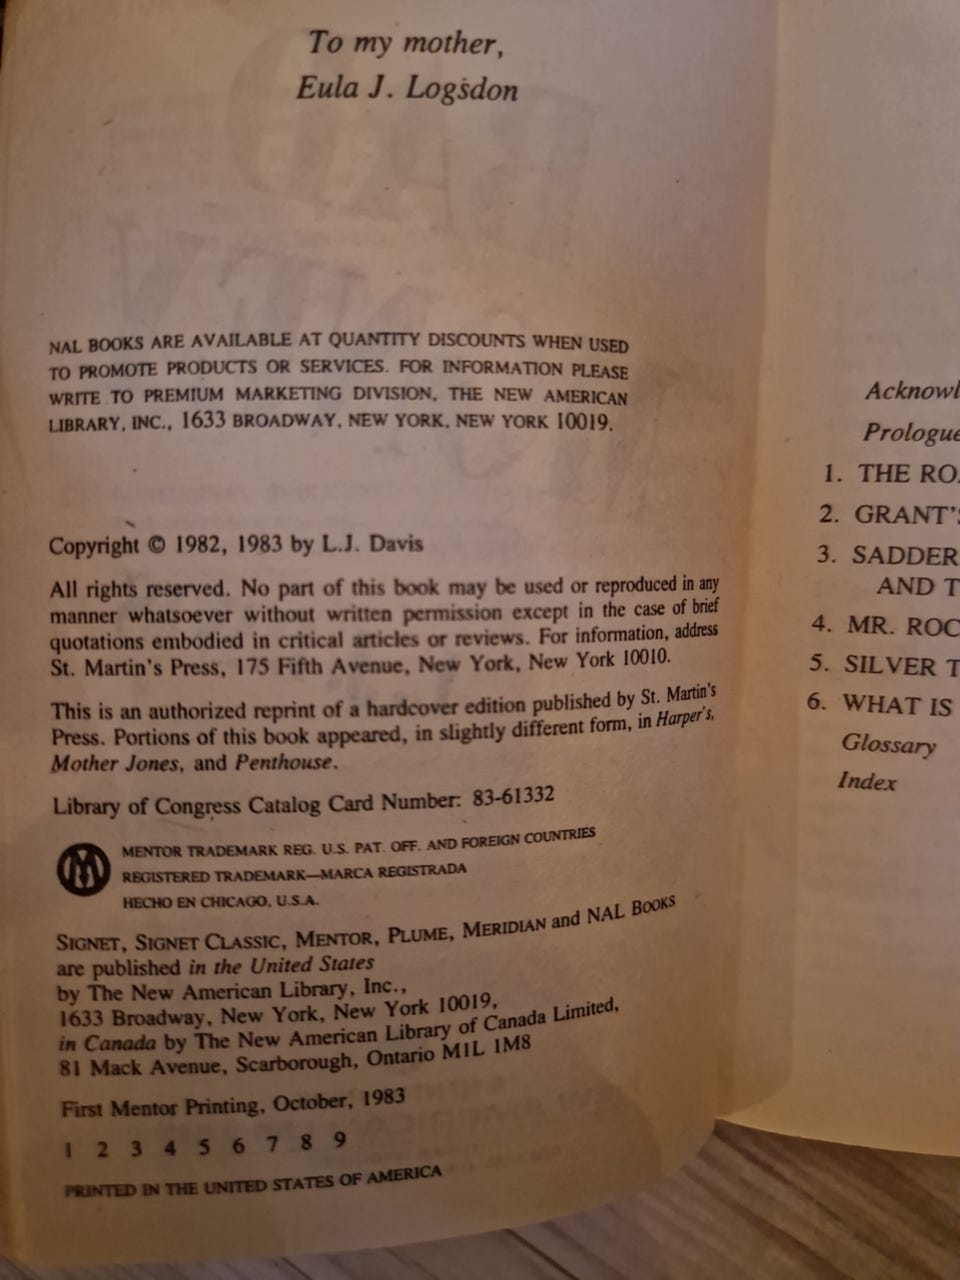 To my mother,
Eula J. Logsdon
NAL BOOKS ARE AVAILABLE AT QUANTITY DISCOUNTS WHEN USED
TO PROMOTE PRODUCTS OR SERVICES. FOR INFORMATION PLEASE
WRITE TO PREMIUM MARKETING DIVISION, THE NEW AMERICAN
LIBRARY, INC., 1633 BROADWAY, NEW YORK, NEW YORK 10019.
Copyright © 1982, 1983 by L.J. Davis
All rights reserved. No part of this book may be used or reproduced in any
manner whatsoever without written permission except in the case of brief
quotations embodied in critical articles or reviews. For information, address
St. Martin's Press, 175 Fifth Avenue, New York, New York 10010.
This is an authorized reprint of a hardcover edition published by St. Martin's
Press. Portions of this book appeared, in slightly different form, in Harper's,
Mother Jones, and Penthouse.
Library of Congress Catalog Card Number: 83-61332
MENTOR TRADEMARK REG. U.S. PAT. OFF. AND FOREIGN COUNTRIES
REGISTERED TRADEMARK—MARCA REGISTRADA
HECHO EN CHICAGO, U.S.A.
SIGNET, SIGNET CLASSIC, MENTOR, PLUME, MERIDIAN and NAL BOOKS
are published in the United States
by The New American Library, Inc.,
1633 Broadway, New York, New York 10019,
in Canada by The New American Library of Canada Limited,
81 Mack Avenue, Scarborough, Ontario M1L 1M8
First Mentor Printing, October, 1983
1 2 3 4 5 6 7 8 9
PRINTED IN THE UNITED STATES OF AMERICA
Acknowl
Prologue
1. THE RO
2. GRANT'S
3. SADDER
AND T
4. MR. ROC
5. SILVER T
6. WHAT IS
Glossary
Index